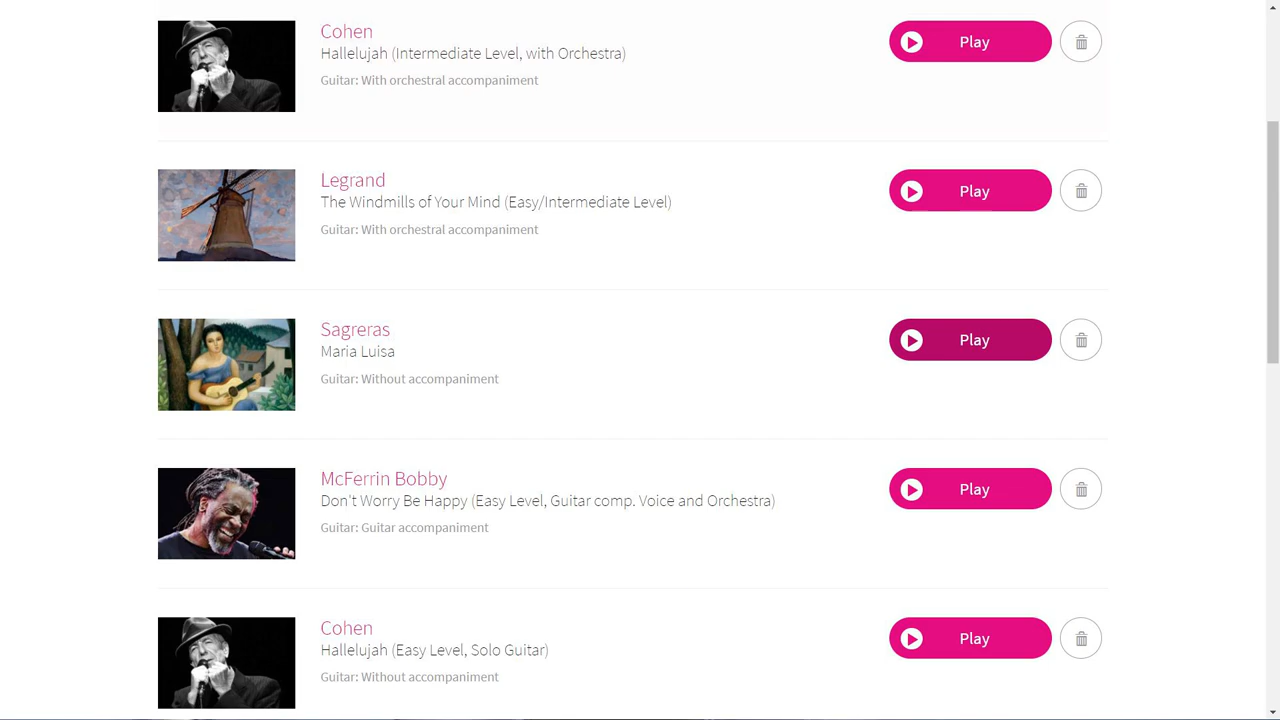 Cohen
Hallelujah (Intermediate Level, with Orchestra)
Guitar: With orchestral accompaniment
Play
Legrand
The Windmills of Your Mind (Easy/Intermediate Level)
Guitar: With orchestral accompaniment
Play
Sagreras
Maria Luisa
Guitar: Without accompaniment
Play
McFerrin Bobby
Don't Worry Be Happy (Easy Level, Guitar comp. Voice and Orchestra)
Guitar: Guitar accompaniment
Play
Cohen
Hallelujah (Easy Level, Solo Guitar)
Guitar: Without accompaniment
Play